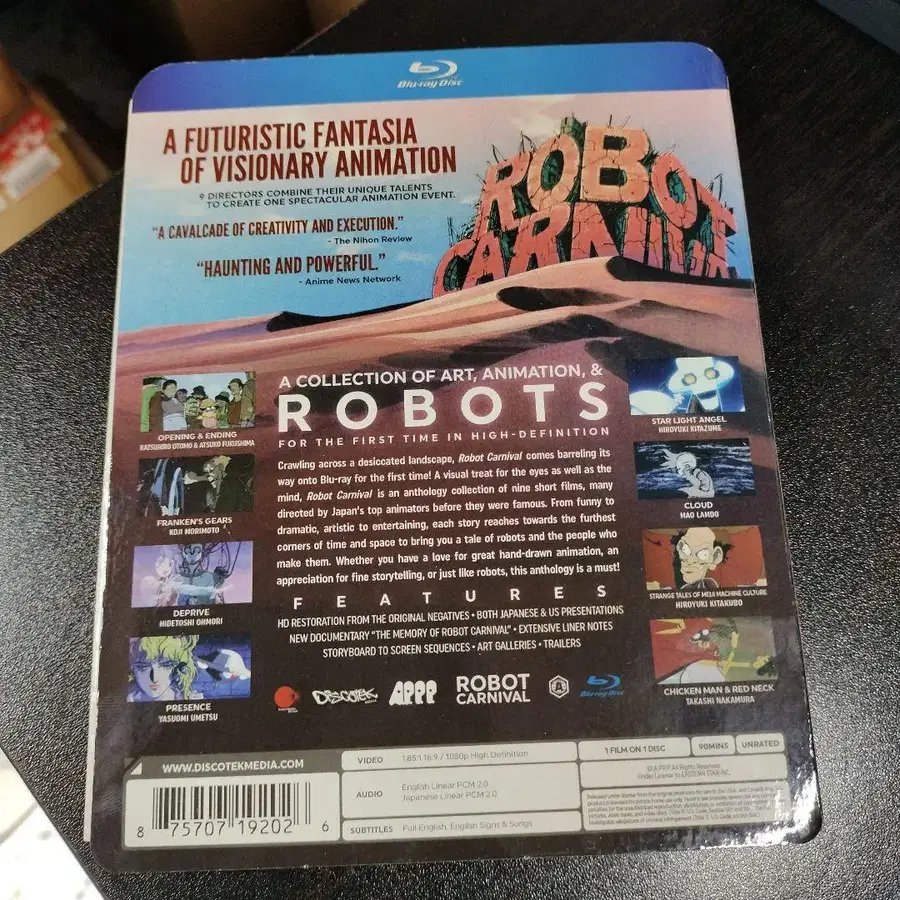 Blu-ray Disc
A FUTURISTIC FANTASIA
OF VISIONARY ANIMATION
9 DIRECTORS COMBINE THEIR UNIQUE TALENTS
TO CREATE ONE SPECTACULAR ANIMATION EVENT.
"A CAVALCADE OF CREATIVITY AND EXECUTION."
- The Nihon Review
"HAUNTING AND POWERFUL."
- Anime News Network
ROBOT
CARNIVAL
A COLLECTION OF ART, ANIMATION, &
ROBOTS
FOR THE FIRST TIME IN HIGH-DEFINITION
Crawling across a desiccated landscape, Robot Carnival comes barreling its
way onto Blu-ray for the first time! A visual treat for the eyes as well as the
mind, Robot Carnival is an anthology collection of nine short films, many
directed by Japan's top animators before they were famous. From funny to
dramatic, artistic to entertaining, each story reaches towards the furthest
corners of time and space to bring you a tale of robots and the people who
make them. Whether you have a love for great hand-drawn animation, an
appreciation for fine storytelling, or just like robots, this anthology is a must!
OPENING & ENDING
KATSUHIRO OTOMO & ATSUKO FUKUSHIMA
FRANKEN'S GEARS
KOJI MORIMOTO
DEPRIVE
HIDETOSHI OHMORI
PRESENCE
YASUOMI UMETSU
STAR LIGHT ANGEL
HIROYUKI KITAZUME
CLOUD
MAO LAMDO
STRANGE TALES OF MEIJI MACHINE CULTURE
HIROYUKI KITAKUBO
CHICKEN MAN & RED NECK
TAKASHI NAKAMURA
FEATURES
HD RESTORATION FROM THE ORIGINAL NEGATIVES • BOTH JAPANESE & US PRESENTATIONS
NEW DOCUMENTARY "THE MEMORY OF ROBOT CARNIVAL" • EXTENSIVE LINER NOTES
STORYBOARD TO SCREEN SEQUENCES • ART GALLERIES • TRAILERS
DISCOTEK
APPP
ROBOT
CARNIVAL
A
Blu-ray Disc
WWW.DISCOTEKMEDIA.COM
8 75707 19202 6
VIDEO 1.85:1 16:9 / 1080p High Definition
AUDIO English Linear PCM 2.0
Japanese Linear PCM 2.0
SUBTITLES Full English, English Signs & Songs
1 FILM ON 1 DISC 90MINS UNRATED
© A.P.P.P. All Rights Reserved.
Under License to EASTERN STAR INC.